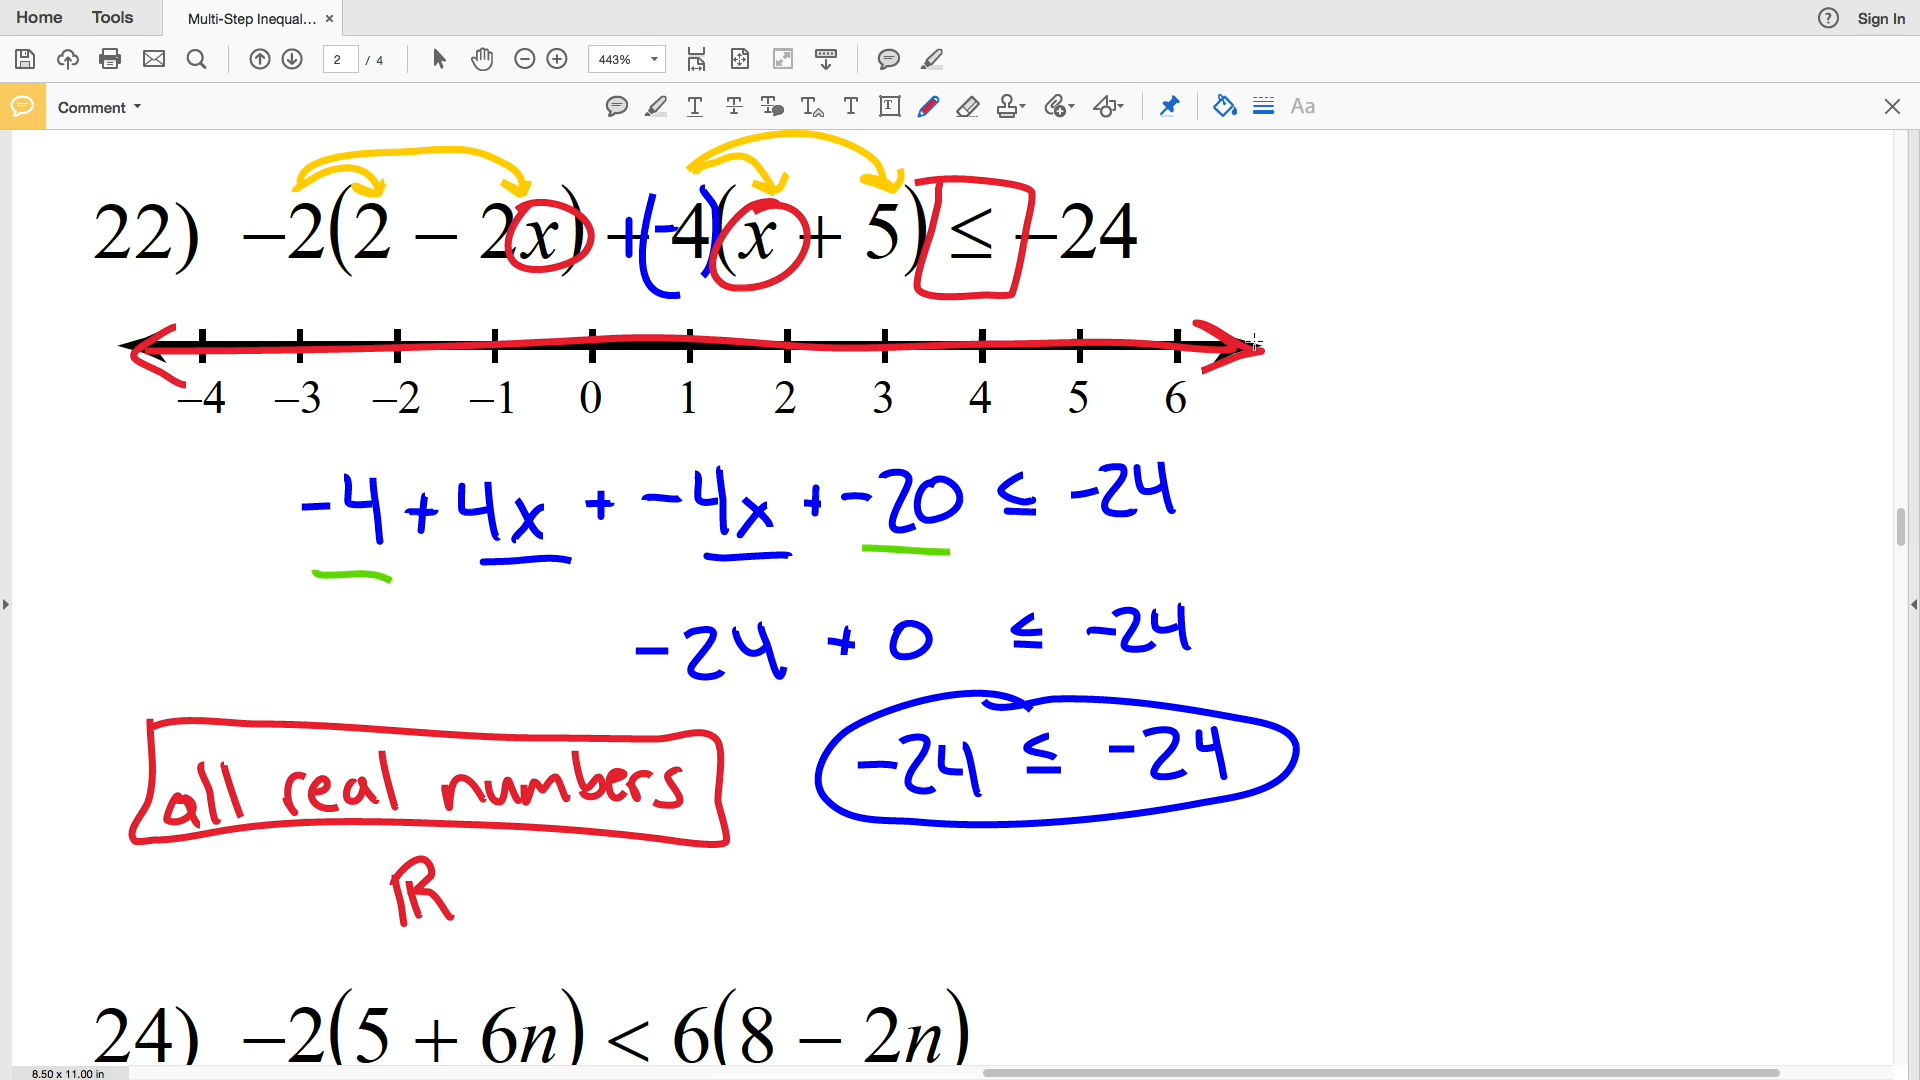 Home Tools Multi-Step Inequal... × ? Sign In
2 / 4 443%
Comment Aa
22) −2(2 − 2x) +(-4)(x + 5) ≤ −24
−4 −3 −2 −1 0 1 2 3 4 5 6
-4 + 4x + -4x + -20 ≤ -24
-24 + 0 ≤ -24
-24 ≤ -24
all real numbers
ℝ
24) −2(5 + 6n) < 6(8 − 2n)
8.50 x 11.00 in